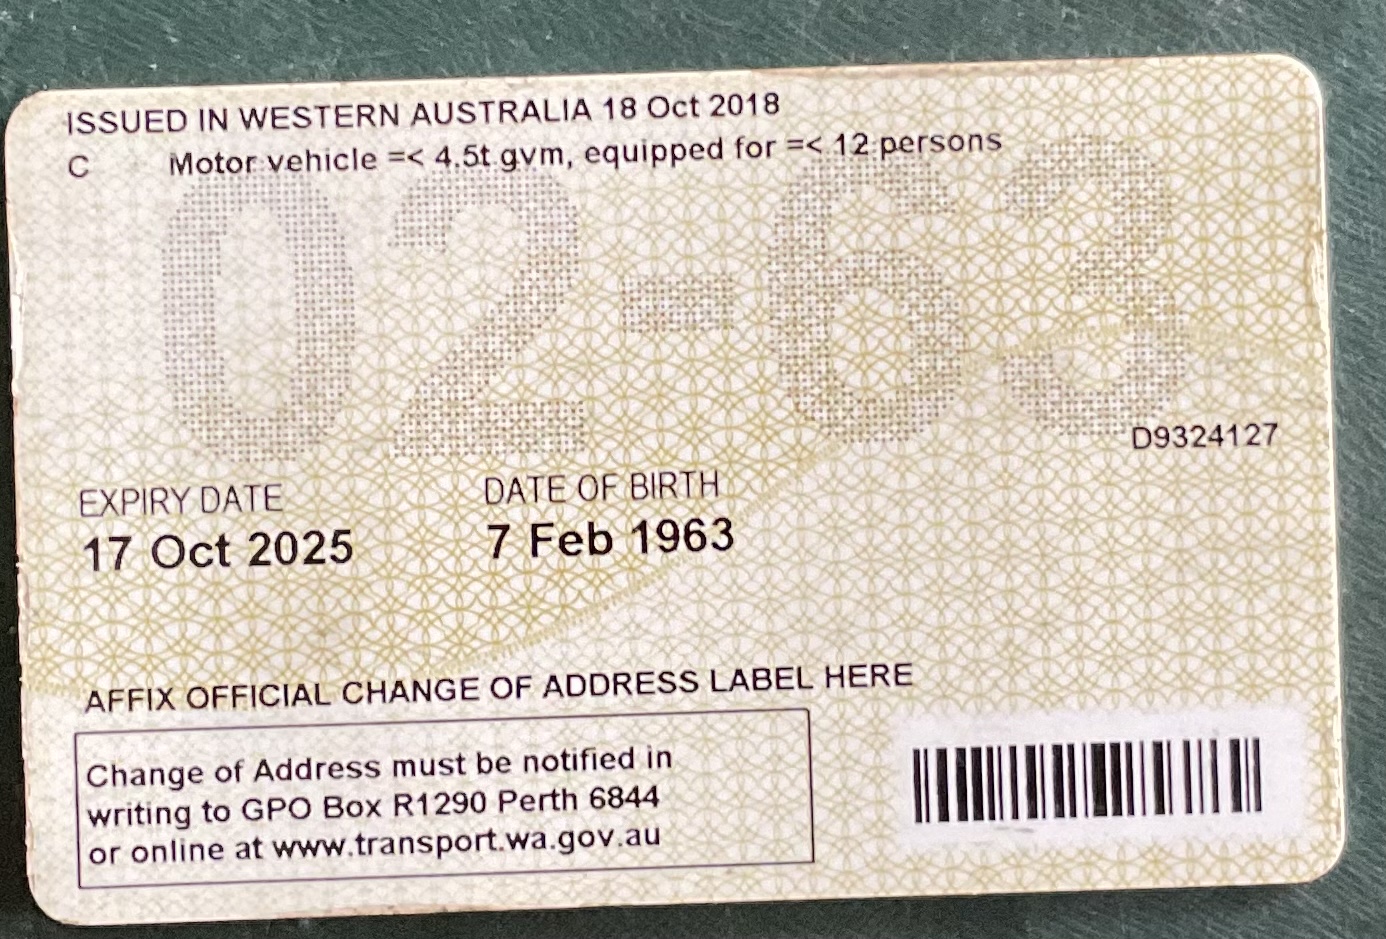 ISSUED IN WESTERN AUSTRALIA 18 Oct 2018
C Motor vehicle =< 4.5t gvm, equipped for =< 12 persons
02-63
D9324127
EXPIRY DATE DATE OF BIRTH
17 Oct 2025 7 Feb 1963
AFFIX OFFICIAL CHANGE OF ADDRESS LABEL HERE
Change of Address must be notified in
writing to GPO Box R1290 Perth 6844
or online at www.transport.wa.gov.au